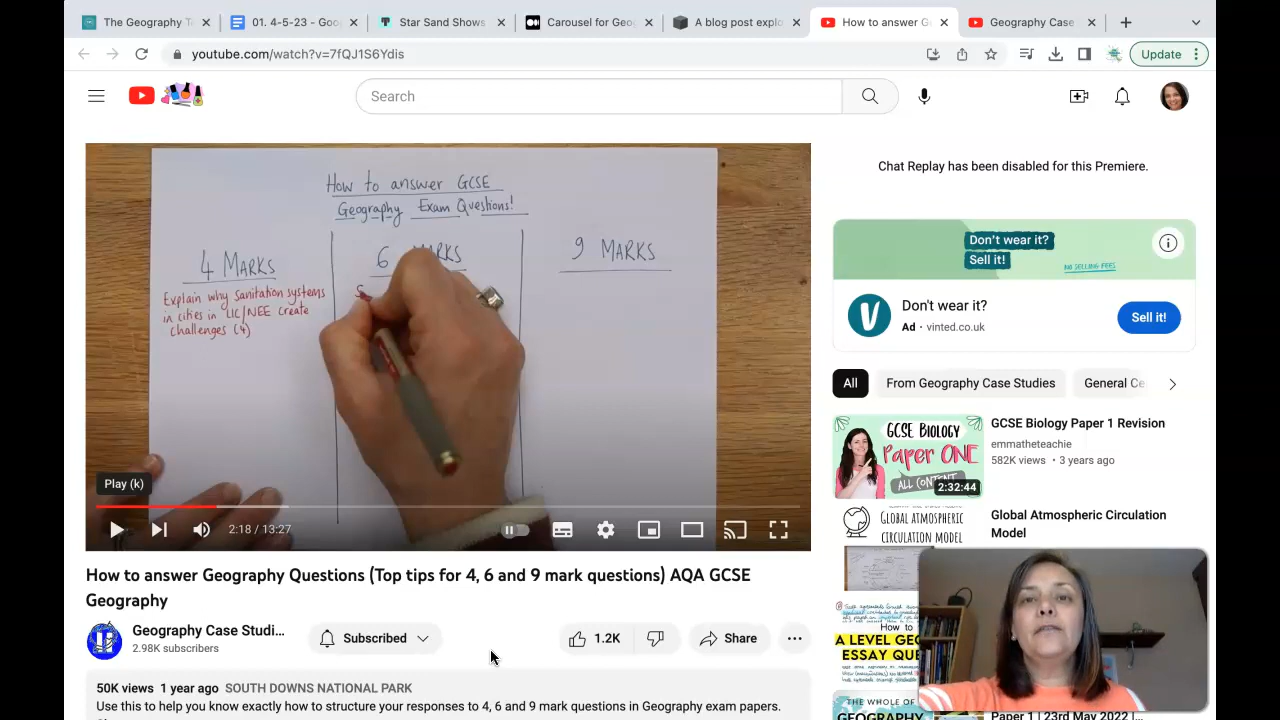 The Geography T
01. 4-5-23 - Goo
Star Sand Shows
Carousel for Geo
A blog post explo
How to answer G
Geography Case
youtube.com/watch?v=7fQJ1S6Ydis
Update
Search
How to answer GCSE
Geography Exam Questions!
4 MARKS
6 MARKS
9 MARKS
Explain why sanitation systems
in cities in LIC/NEE create
challenges (4)
S
Play (k)
2:18 / 13:27
How to answer Geography Questions (Top tips for 4, 6 and 9 mark questions) AQA GCSE
Geography
Geography Case Studi...
2.98K subscribers
Subscribed
1.2K
Share
50K views 1 year ago SOUTH DOWNS NATIONAL PARK
Use this video to see exactly how to structure your answers to 4, 6 and 9 mark questions in Geography exam papers.
Chat Replay has been disabled for this Premiere.
Don't wear it?
Sell it!
NO SELLING FEES
Don't wear it?
Ad • vinted.co.uk
Sell it!
All
From Geography Case Studies
General Ce
GCSE BIOLOGY
Paper ONE
ALL CONTENT
2:32:44
GCSE Biology Paper 1 Revision
emmatheteachie
582K views • 3 years ago
GLOBAL ATMOSPHERIC
CIRCULATION MODEL
Global Atmospheric Circulation
Model
How to
A LEVEL GEO
ESSAY QUE
THE WHOLE OF
GEOGRAPHY
Paper 1 | 23rd May 2022 |...